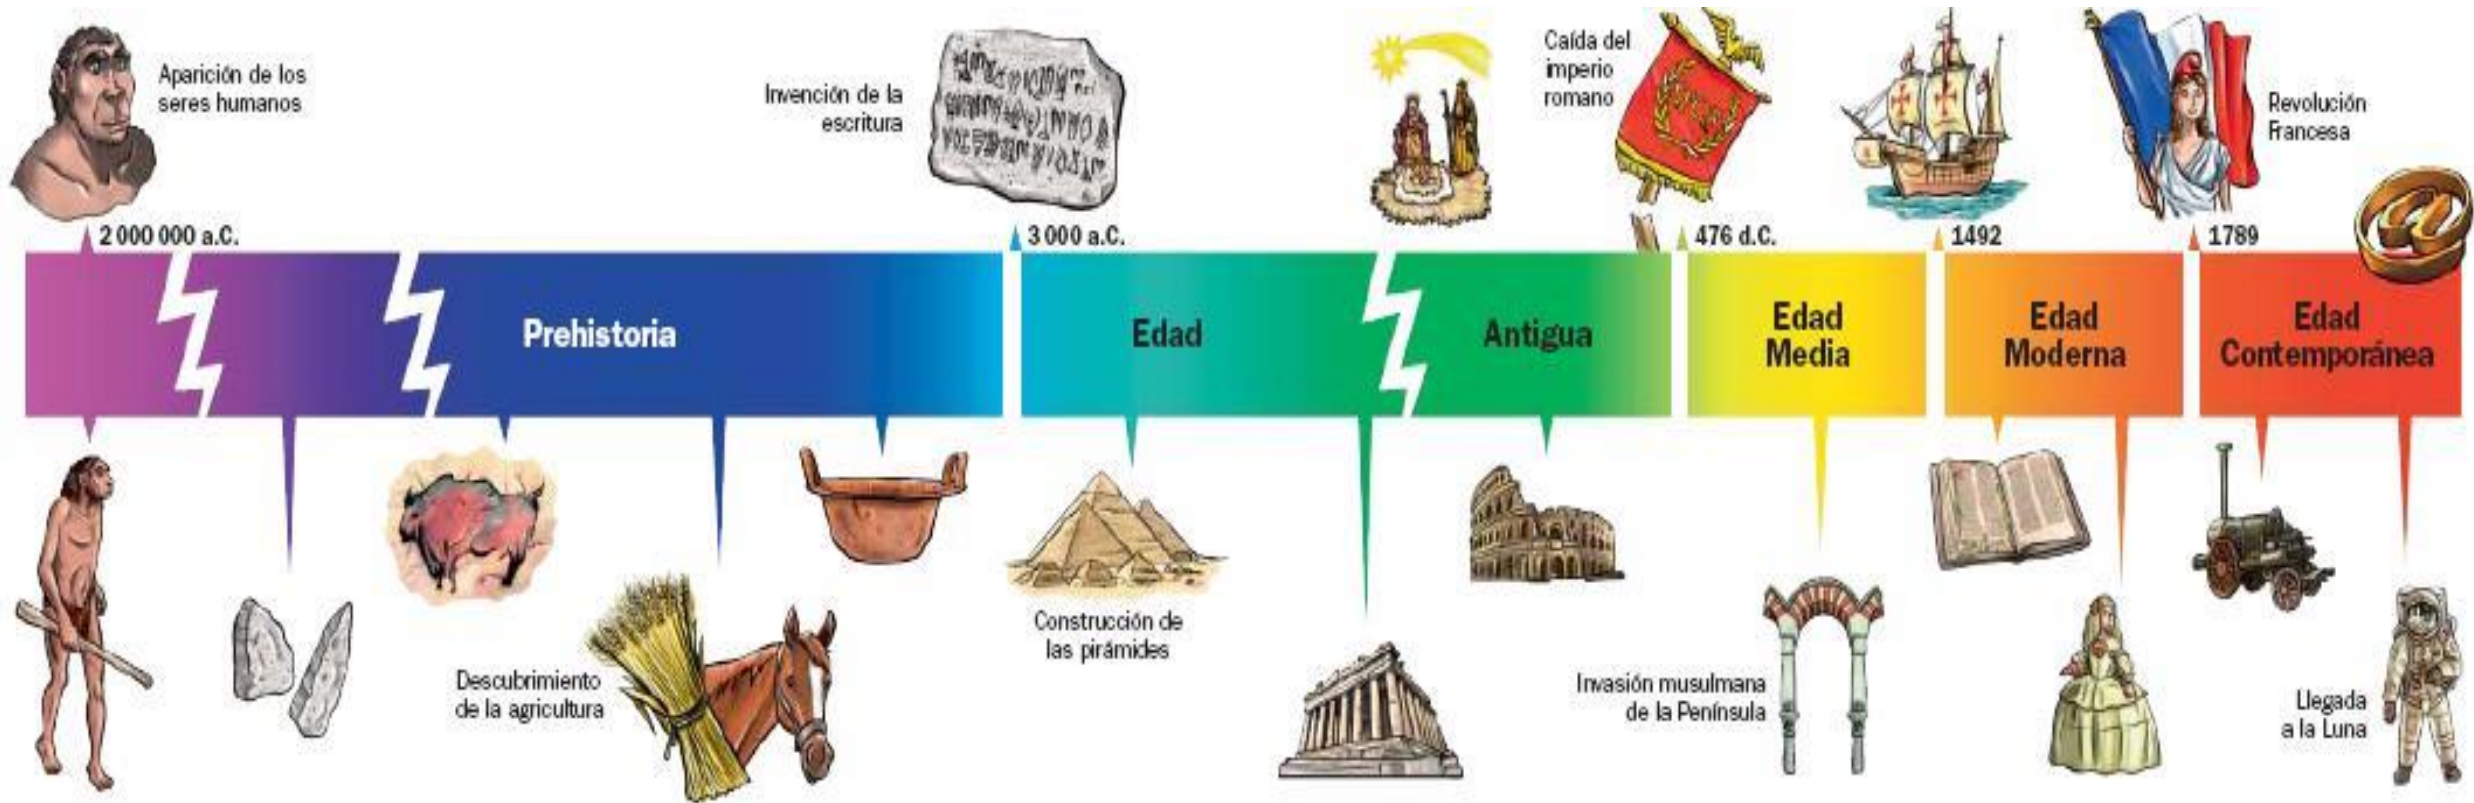 Aparición de los
seres humanos
Invención de la
escritura
Caída del
imperio
romano
Revolución
Francesa
2 000 000 a.C.
3 000 a.C.
476 d.C.
1492
1789
Prehistoria
Edad
Antigua
Edad
Media
Edad
Moderna
Edad
Contemporánea
Descubrimiento
de la agricultura
Construcción de
las pirámides
Invasión musulmana
de la Península
Llegada
a la Luna